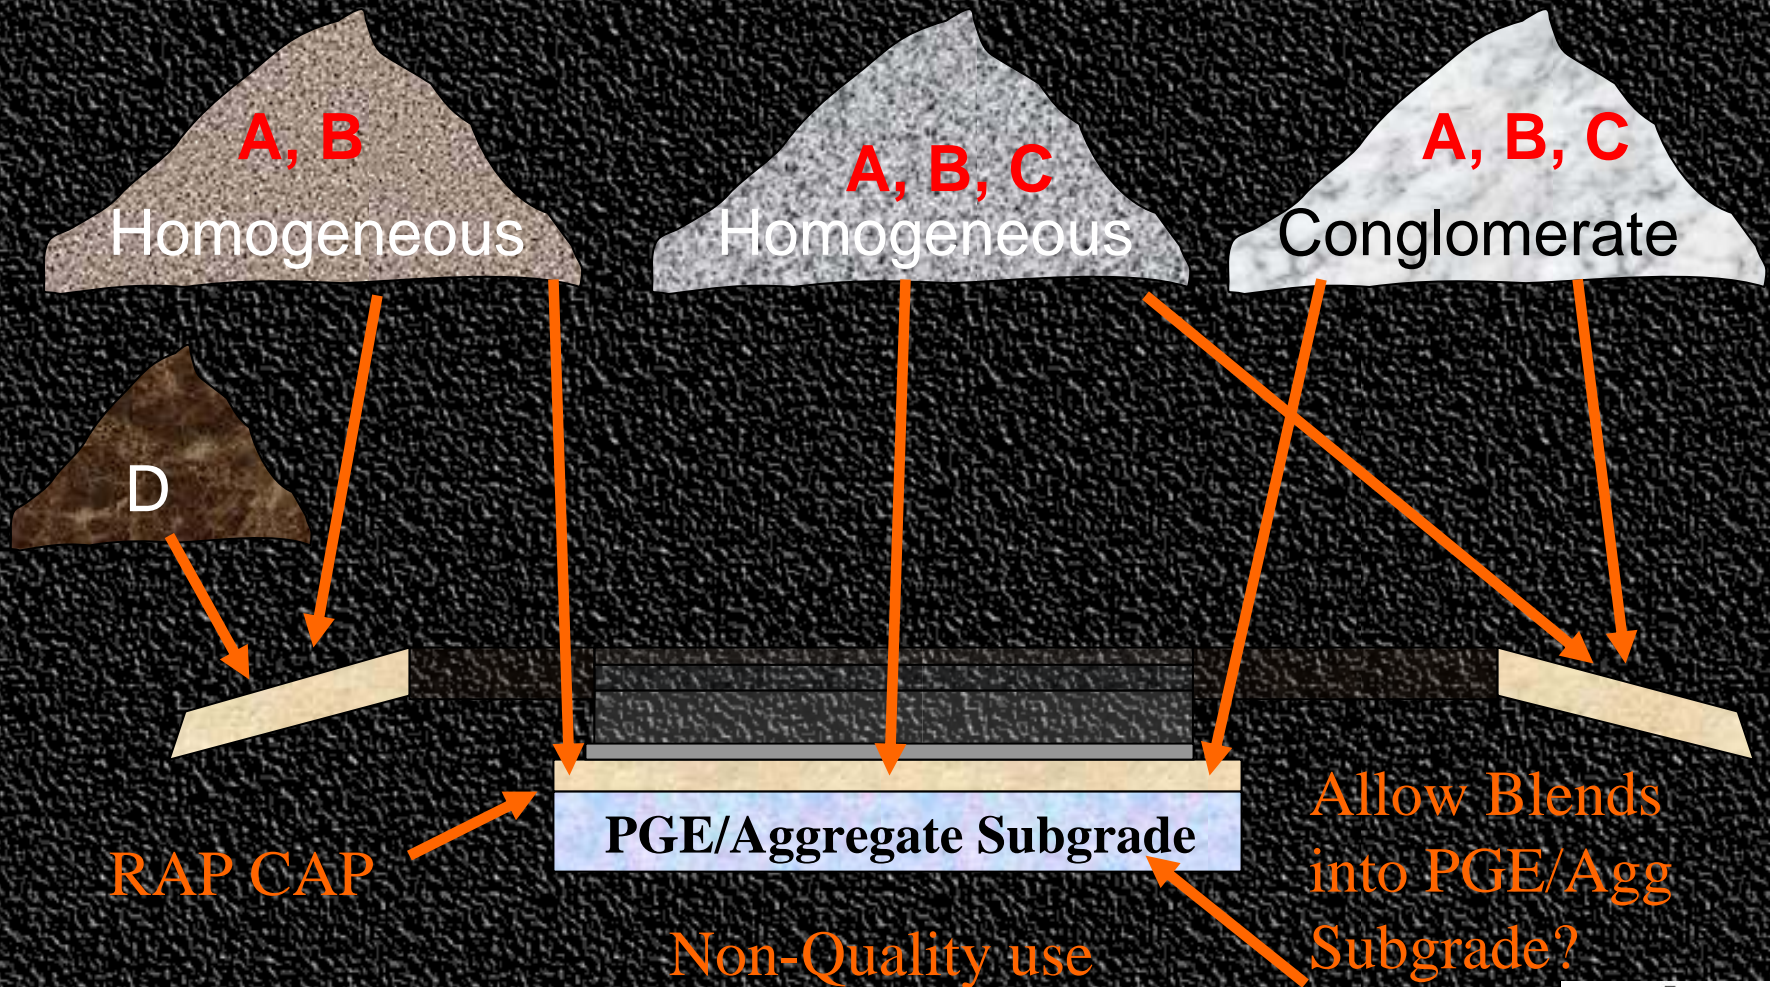 A, B
Homogeneous
A, B, C
Homogeneous
A, B, C
Conglomerate
D
RAP CAP
PGE/Aggregate Subgrade
Allow Blends
into PGE/Agg
Subgrade?
Non-Quality use